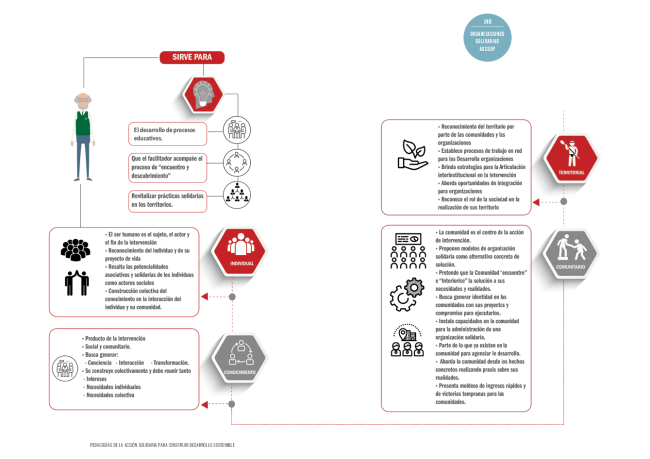 149
ORGANIZACIONES
SOLIDARIAS
AGCOOP
SIRVE PARA
El desarrollo de procesos
educativos.
Que el facilitador acompañe el
proceso de "encuentro y
descubrimiento"
Revitalizar prácticas solidarias
en los territorios.
• El ser humano es el sujeto, el actor y
el fin de la intervención
• Reconocimiento del individuo y de su
proyecto de vida
• Resalta las potencialidades
asociativas y solidarias de los individuos
como actores sociales
• Construcción colectiva del
conocimiento en la interacción del
individuo y su comunidad.
INDIVIDUAL
• Producto de la intervención
• Social y comunitario.
• Busca generar:
- Conciencia - Interacción - Transformación.
• Se construye colectivamente y debe reunir tanto
- Intereses
- Necesidades individuales
- Necesidades colectiva
CONOCIMIENTO
• Reconocimiento del territorio por
parte de las comunidades y las
organizaciones
• Establece procesos de trabajo en red
para las Desarrollo organizaciones
• Brinda estrategias para la Articulación
interinstitucional en la intervención
• Aborda oportunidades de integración
para organizaciones
• Reconoce el rol de la sociedad en la
realización de sus territorio
TERRITORIAL
• La comunidad es el centro de la acción
de intervención.
• Proponen modelos de organización
solidaria como alternativa concreta de
solución.
• Pretende que la Comunidad "encuentre"
e "Interiorice" la solución a sus
necesidades y realidades.
• Busca generar identidad en las
comunidades con sus proyectos y
compromiso para ejecutarlos.
• Instala capacidades en la comunidad
para la administración de una
organización solidaria.
• Parte de lo que ya existen en la
comunidad para agenciar lo desarrollo.
• Aborda la comunidad desde los hechos
concretos realizando praxis sobre sus
realidades.
• Presenta moldeos de ingresos rápidos y
de victorias tempranas para los
comunidades.
COMUNITARIO
PEDAGOGÍAS DE LA ACCIÓN SOLIDARIA PARA CONSTRUIR DESARROLLO SOSTENIBLE